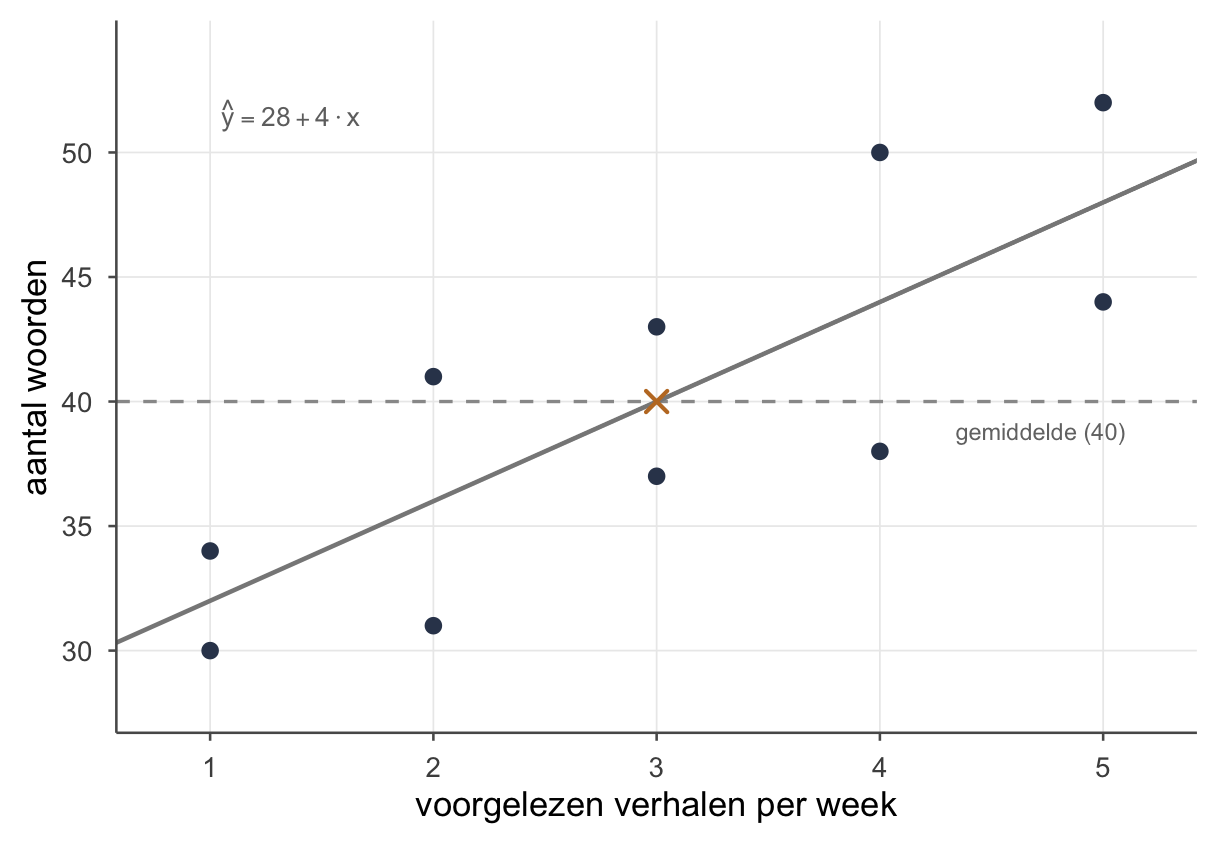 ŷ = 28 + 4 · x
50
45
40
35
30
aantal woorden
gemiddelde (40)
1 2 3 4 5
voorgelezen verhalen per week